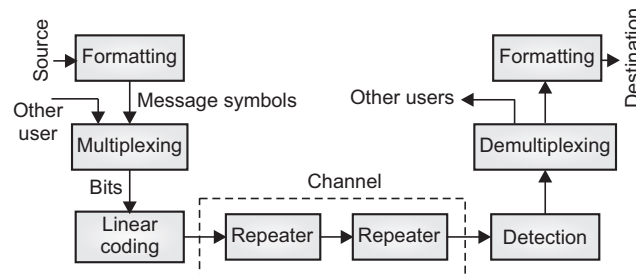 Source
Formatting
Message symbols
Other
user
Multiplexing
Bits
Linear
coding
Channel
Repeater
Repeater
Detection
Demultiplexing
Other users
Formatting
Destination